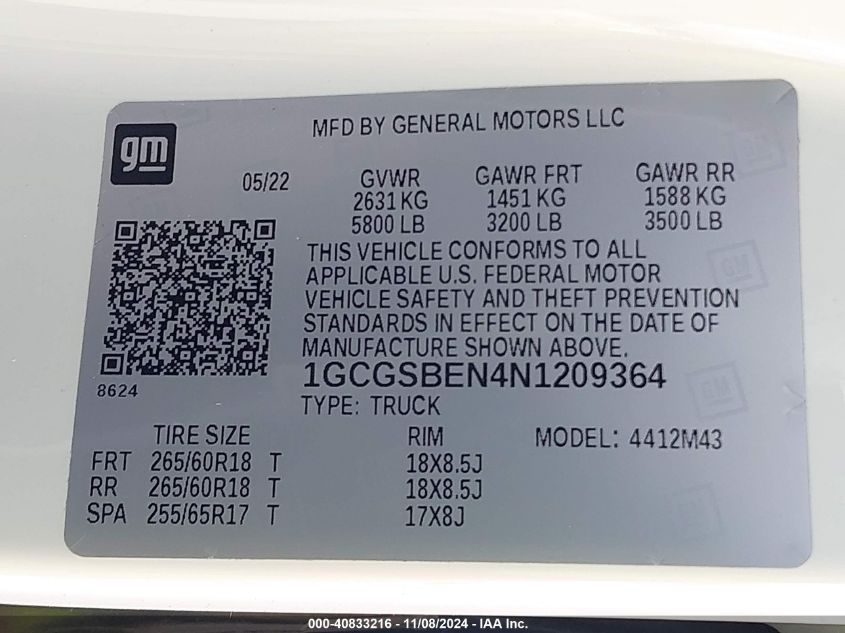 MFD BY GENERAL MOTORS LLC
gm
05/22
GVWR GAWR FRT GAWR RR
2631 KG 1451 KG 1588 KG
5800 LB 3200 LB 3500 LB
THIS VEHICLE CONFORMS TO ALL
APPLICABLE U.S. FEDERAL MOTOR
VEHICLE SAFETY AND THEFT PREVENTION
STANDARDS IN EFFECT ON THE DATE OF
MANUFACTURE SHOWN ABOVE.
8624
1GCGSBEN4N1209364
TYPE: TRUCK
TIRE SIZE RIM MODEL: 4412M43
FRT 265/60R18 T 18X8.5J
RR 265/60R18 T 18X8.5J
SPA 255/65R17 T 17X8J
000-40833216 - 11/08/2024 - IAA Inc.